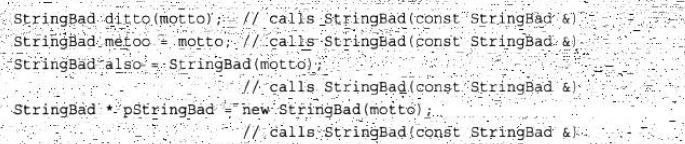 StringBad ditto(motto); // calls StringBad(const StringBad &)
StringBad metoo = motto; // calls StringBad(const StringBad &)
StringBad also = StringBad(motto);
// calls StringBad(const StringBad &)
StringBad * pStringBad = new StringBad(motto);
// calls StringBad(const StringBad &)